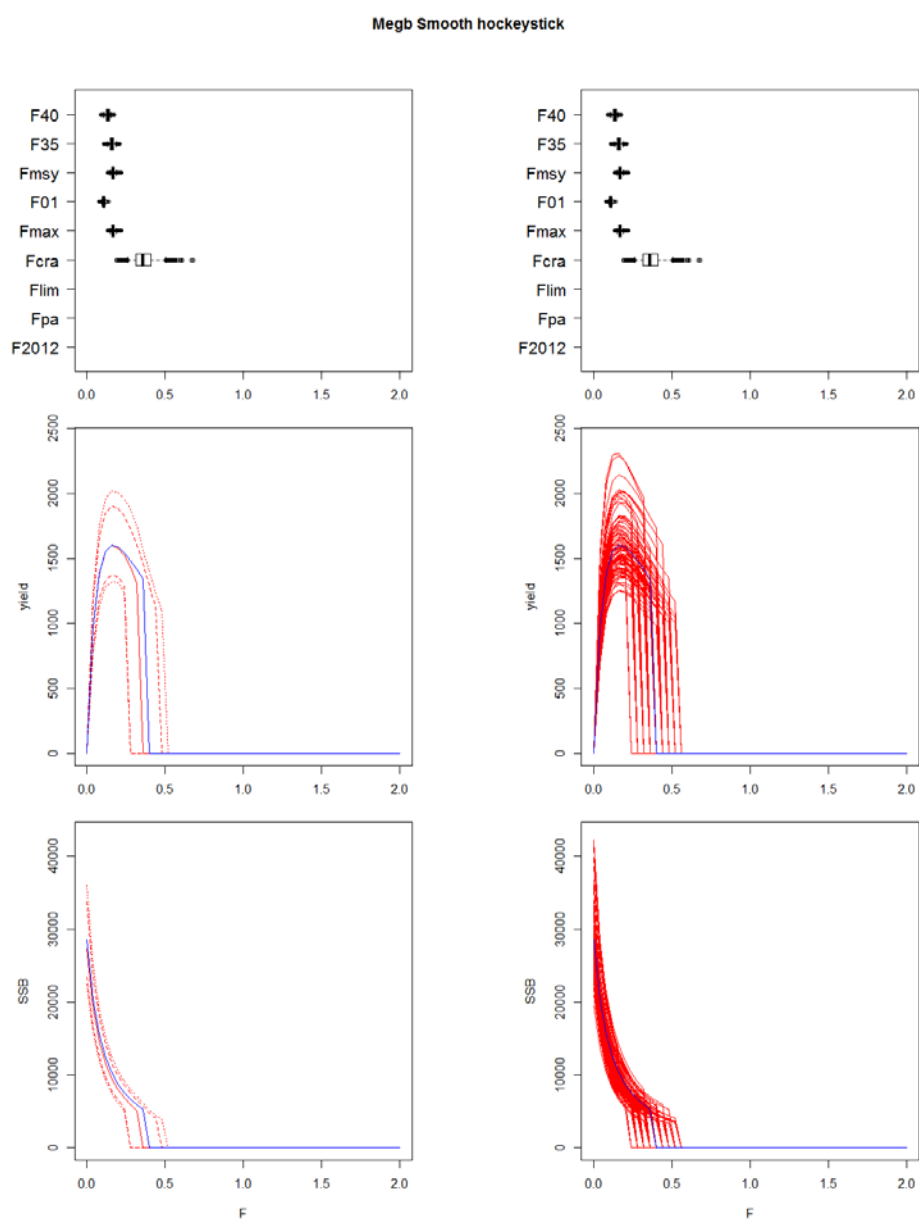 Megb Smooth hockeystick
F40
F35
Fmsy
F01
Fmax
Fcra
Flim
Fpa
F2012
0.0 0.5 1.0 1.5 2.0
F40
F35
Fmsy
F01
Fmax
Fcra
Flim
Fpa
F2012
0.0 0.5 1.0 1.5 2.0
yield
2500
2000
1500
1000
500
0
0.0 0.5 1.0 1.5 2.0
yield
2500
2000
1500
1000
500
0
0.0 0.5 1.0 1.5 2.0
SSB
40000
30000
20000
10000
0
0.0 0.5 1.0 1.5 2.0
F
SSB
40000
30000
20000
10000
0
0.0 0.5 1.0 1.5 2.0
F